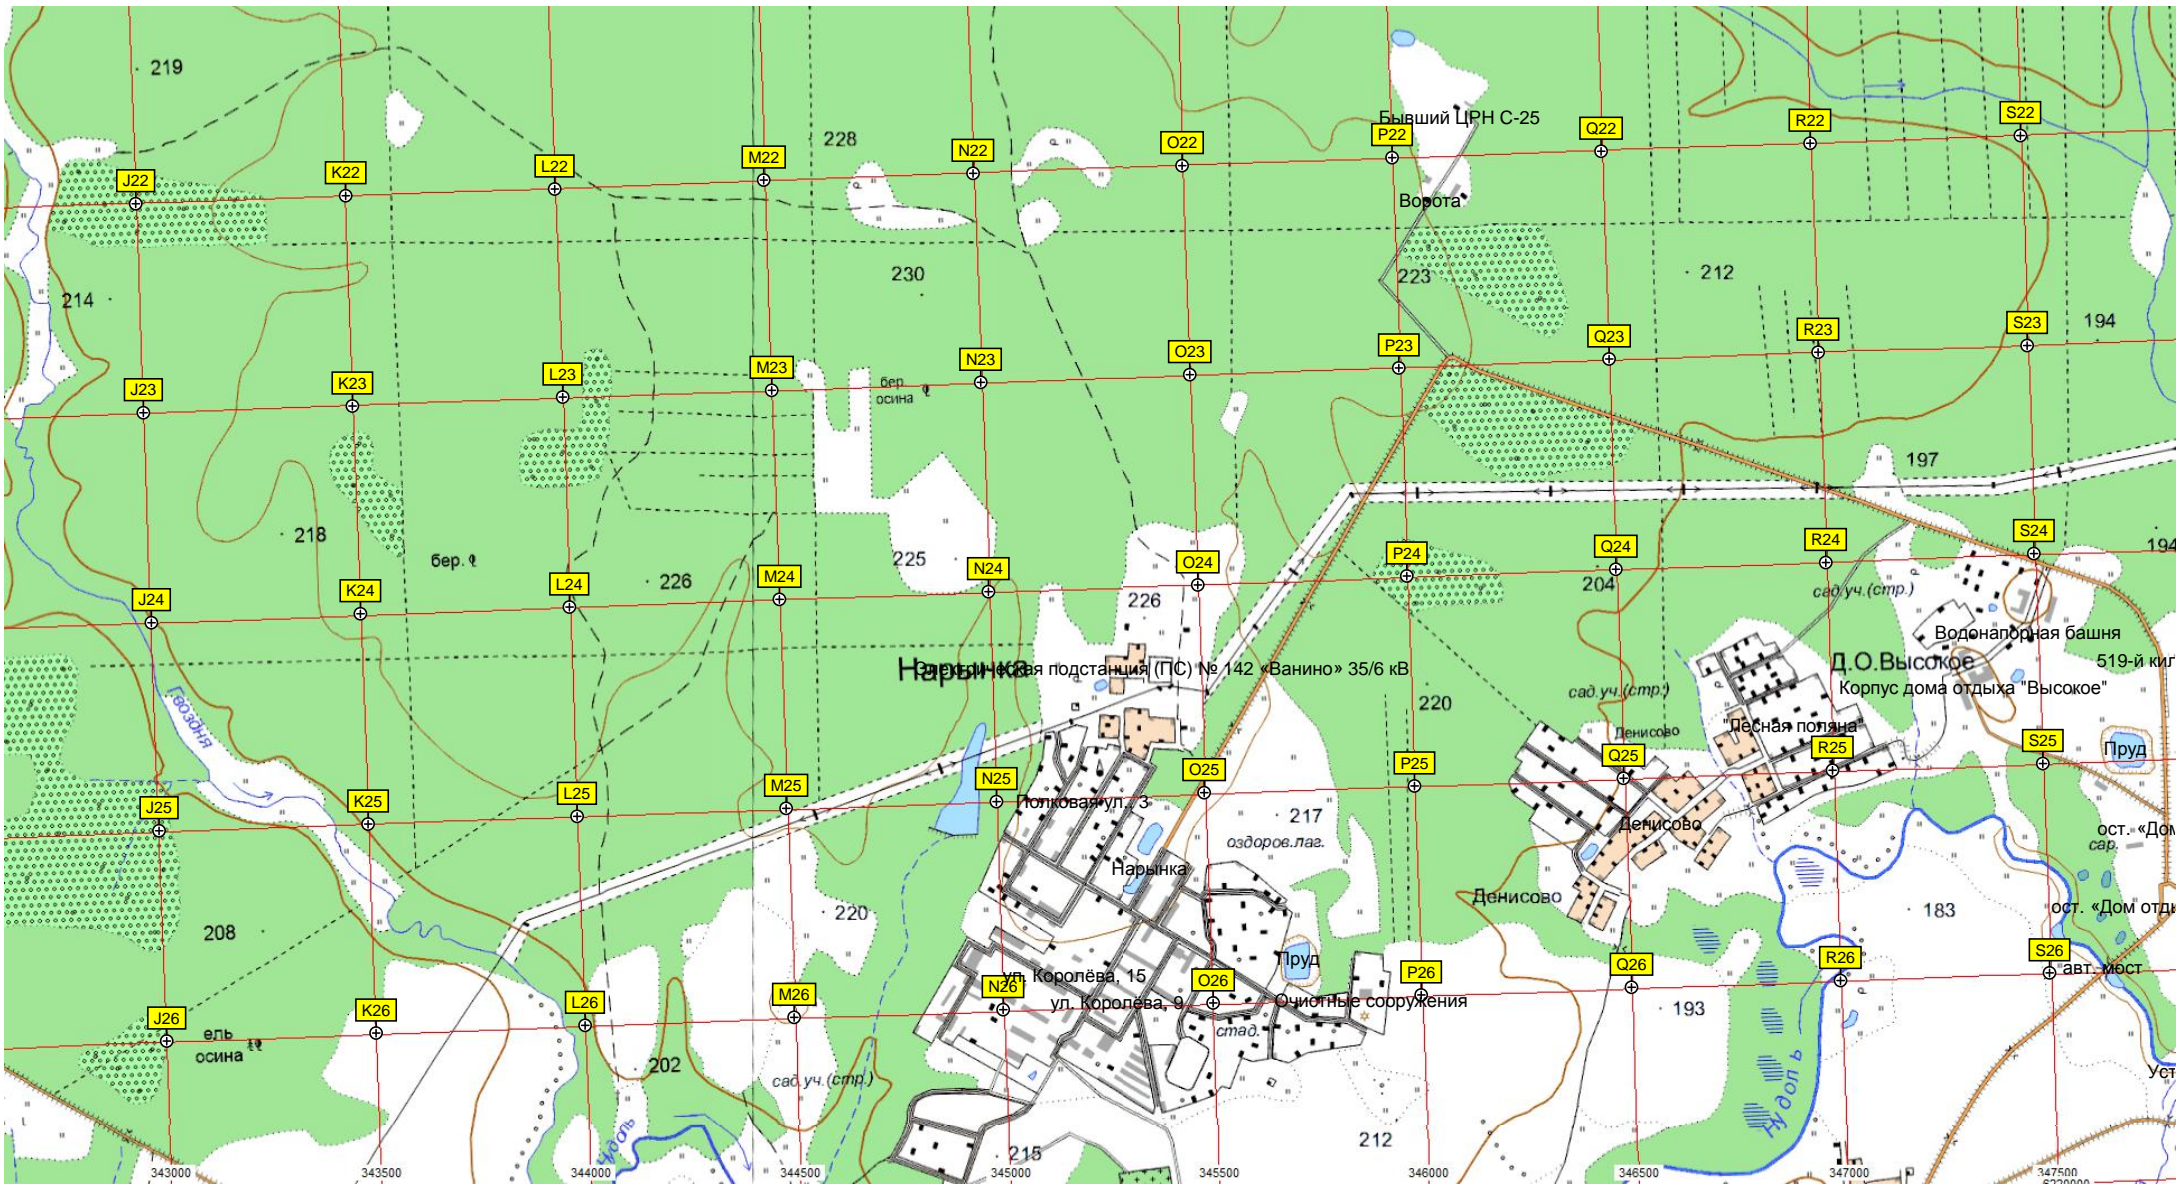 219
228
Бывший ЦРН С-25
J22
K22
L22
M22
N22
O22
P22
Q22
R22
S22
Ворота
214
230
223
212
194
J23
K23
L23
M23
N23
O23
P23
Q23
R23
S23
бер.
осина
197
218
бер.
226
225
226
204
194
J24
K24
L24
M24
N24
O24
P24
Q24
R24
S24
сад.уч.(стр.)
Водонапорная башня
Нарынка
Электрическая подстанция (ПС) № 142 «Ванино» 35/6 кВ
Д.О.Высокое
519-й кил
Корпус дома отдыха "Высокое"
сад.уч.(стр.)
220
Гвоздня
Денисово
"Лесная поляна"
Пруд
J25
K25
L25
M25
N25
O25
P25
Q25
R25
S25
Полковая ул., 3
217
оздоров.лаг.
Денисово
ост. «Дом
сар.
Нарынка
Денисово
220
208
183
ост. «Дом отды
Пруд
ул. Королёва, 15
ул. Королёва, 9
Очистные сооружения
авт. мост
J26
K26
L26
M26
N26
O26
P26
Q26
R26
S26
193
ель
осина
стад.
202
сад.уч.(стр.)
Уст
Нудоль
Нудоль
215
212
343000
343500
344000
344500
345000
345500
346000
346500
347000
347500
6220000